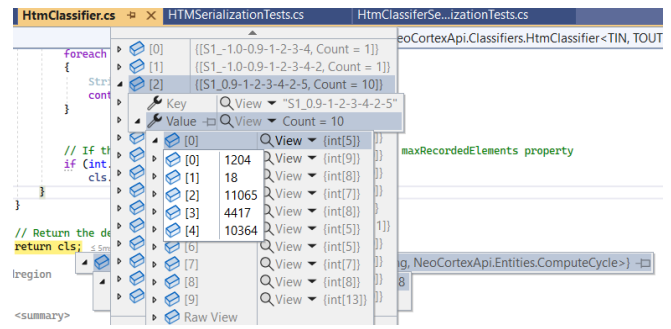 HtmClassifier.cs HTMSerializationTests.cs HtmClassiferSe...izationTests.cs
eoCortexApi.Classifiers.HtmClassifier<TIN, TOUT
foreach
{
[0] {[S1_-1.0-0.9-1-2-3-4, Count = 1]}
[1] {[S1_-1.0-0.9-1-2-3-4-2, Count = 1]}
Stri [2] {[S1_0.9-1-2-3-4-2-5, Count = 10]}
cont Key View "S1_0.9-1-2-3-4-2-5"
} Value View Count = 10
[0] View {int[5]}
// If th [0] 1204 View {int[9]} maxRecordedElements property
if (int. [1] 18 View {int[7]}
cls. [2] 11065 View {int[8]}
} [3] 4417 View {int[8]}
} [4] 10364 View {int[5]}
// Return the de
return cls; ≤ 5m [6] View {int[5]}
[7] View {int[7]} ng, NeoCortexApi.Entities.ComputeCycle>)
lregion [8] View {int[8]} 8
[9] View {int[13]}
<summary> Raw View